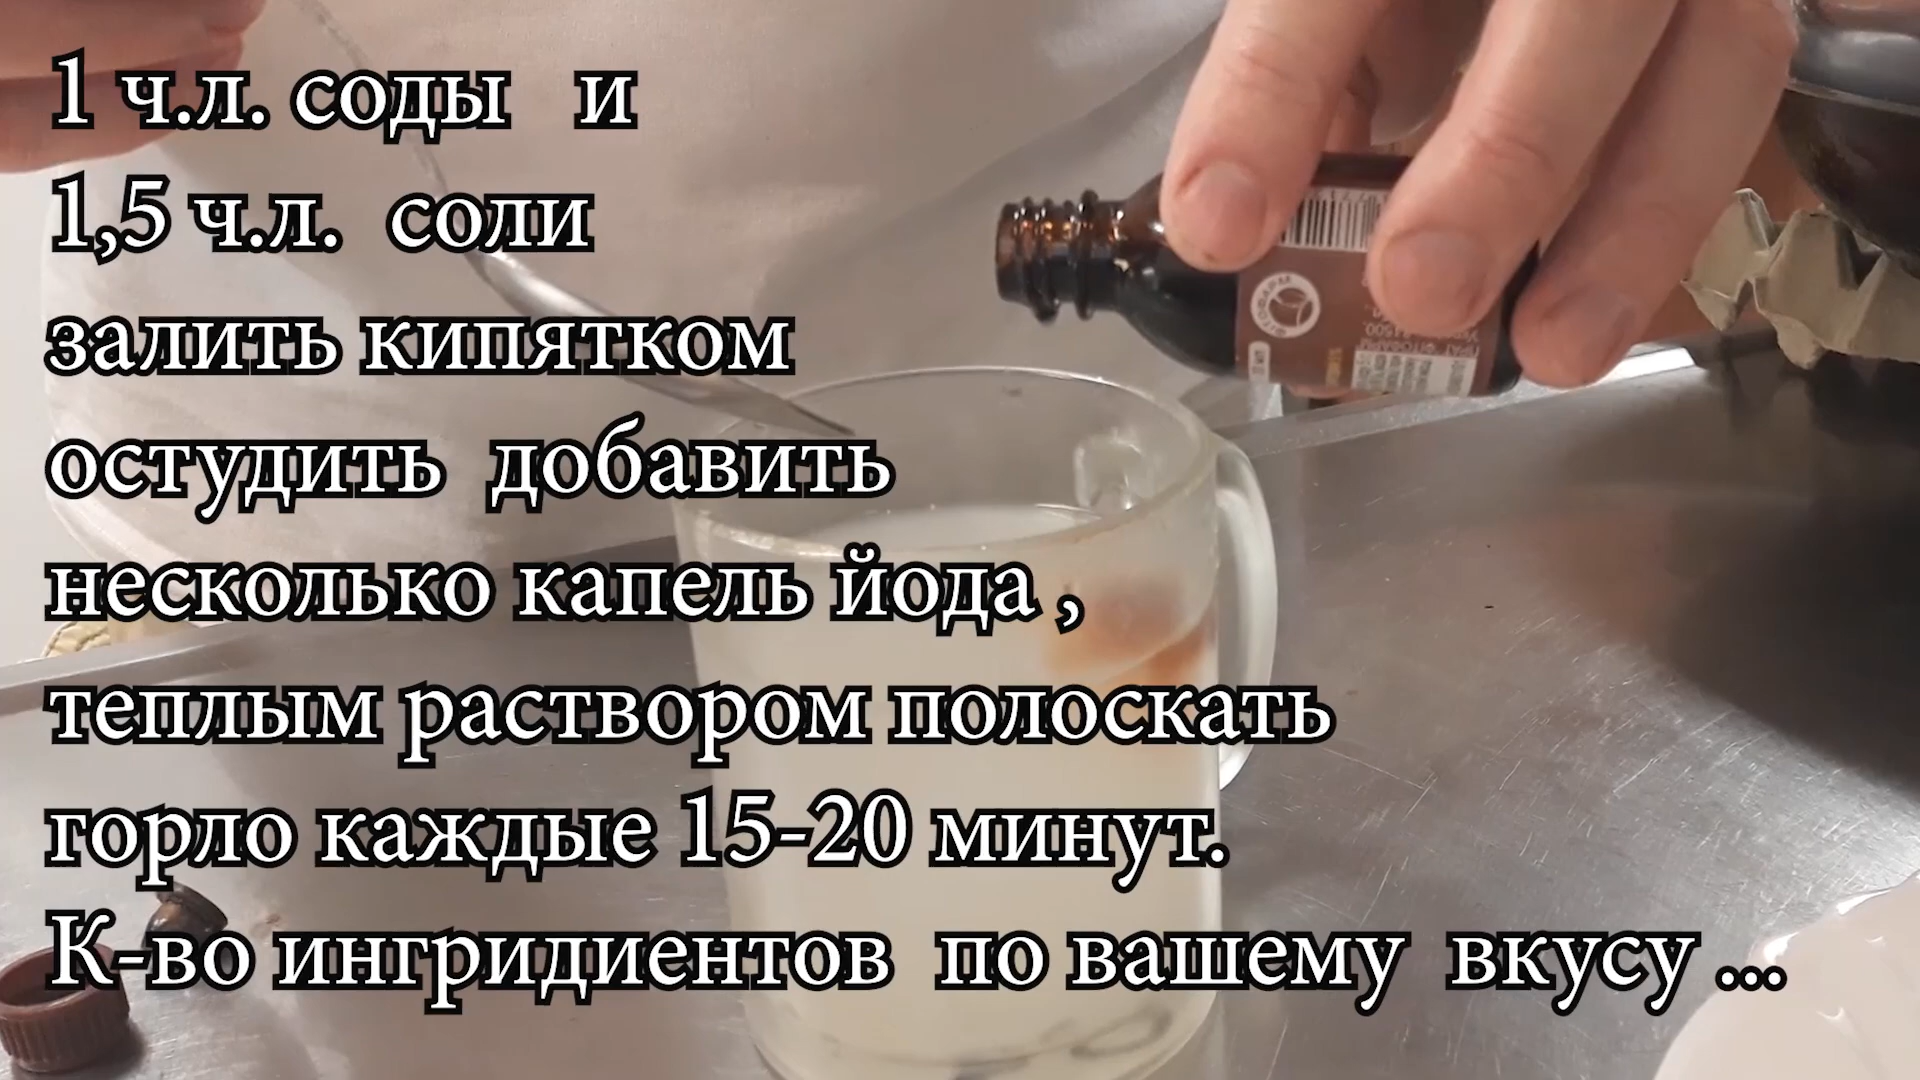 1 ч.л. соды и
1,5 ч.л. соли
залить кипятком
остудить добавить
несколько капель йода ,
теплым раствором полоскать
горло каждые 15-20 минут.
К-во ингридиентов по вашему вкусу ...
ФІТОФАРМ